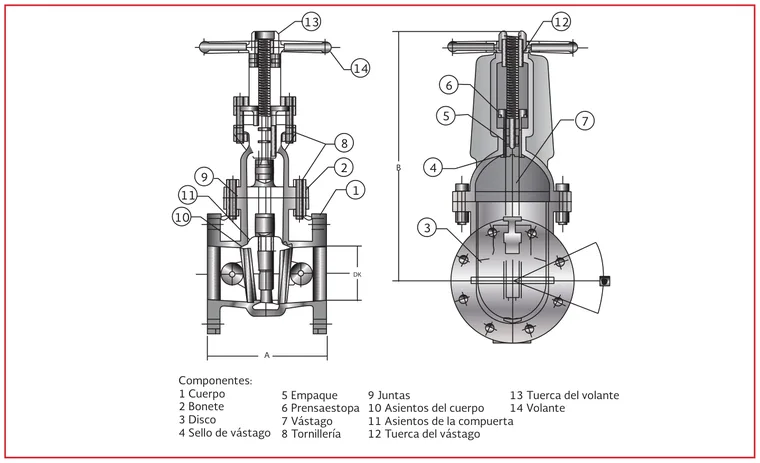 13
12
14
6
5
7
8
2
4
9
1
B
11
10
3
DK
A
Componentes:
1 Cuerpo
2 Bonete
3 Disco
4 Sello de vástago
5 Empaque
6 Prensaestopa
7 Vástago
8 Tornillería
9 Juntas
10 Asientos del cuerpo
11 Asientos de la compuerta
12 Tuerca del vástago
13 Tuerca del volante
14 Volante